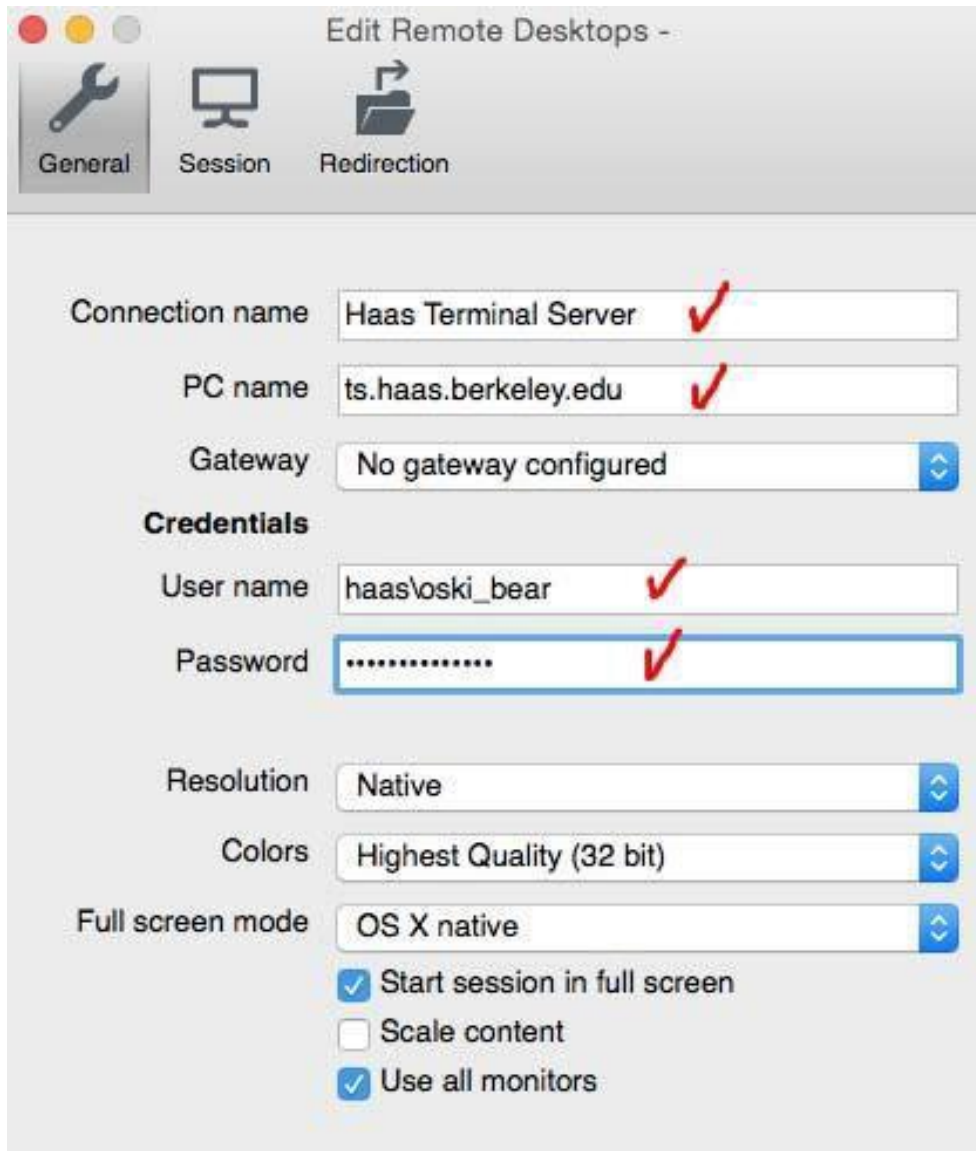 Edit Remote Desktops -
General Session Redirection
Connection name Haas Terminal Server
PC name ts.haas.berkeley.edu
Gateway No gateway configured
Credentials
User name haas\oski_bear
Password ••••••••••••••
Resolution Native
Colors Highest Quality (32 bit)
Full screen mode OS X native
Start session in full screen
Scale content
Use all monitors